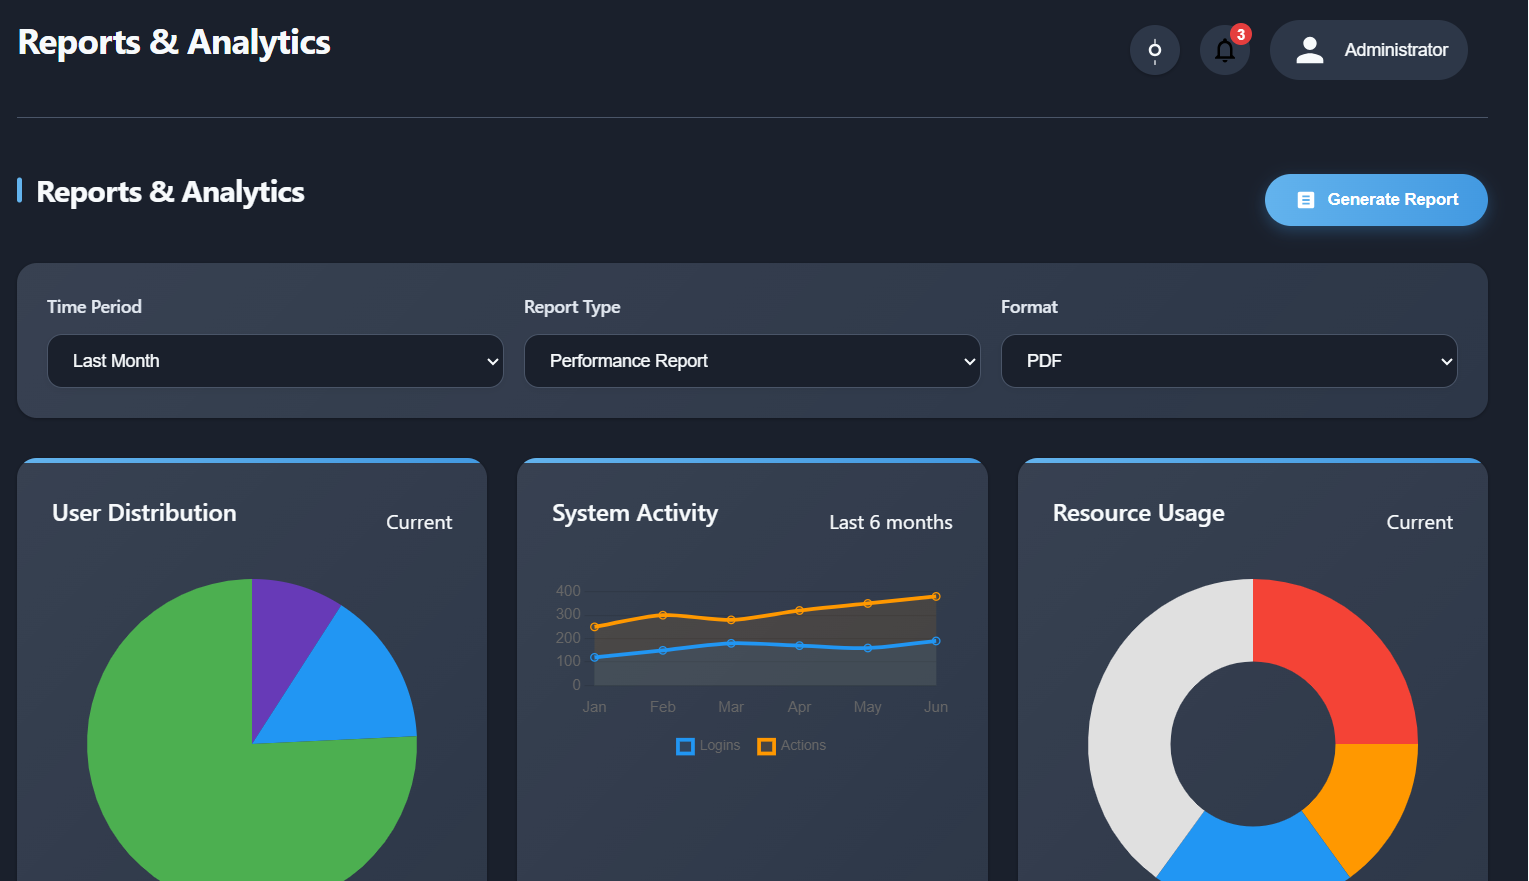 Reports & Analytics
3
Administrator
Reports & Analytics
Generate Report
Time Period
Report Type
Format
Last Month
Performance Report
PDF
User Distribution
Current
System Activity
Last 6 months
Resource Usage
Current
400
300
200
100
0
Jan Feb Mar Apr May Jun
Logins Actions